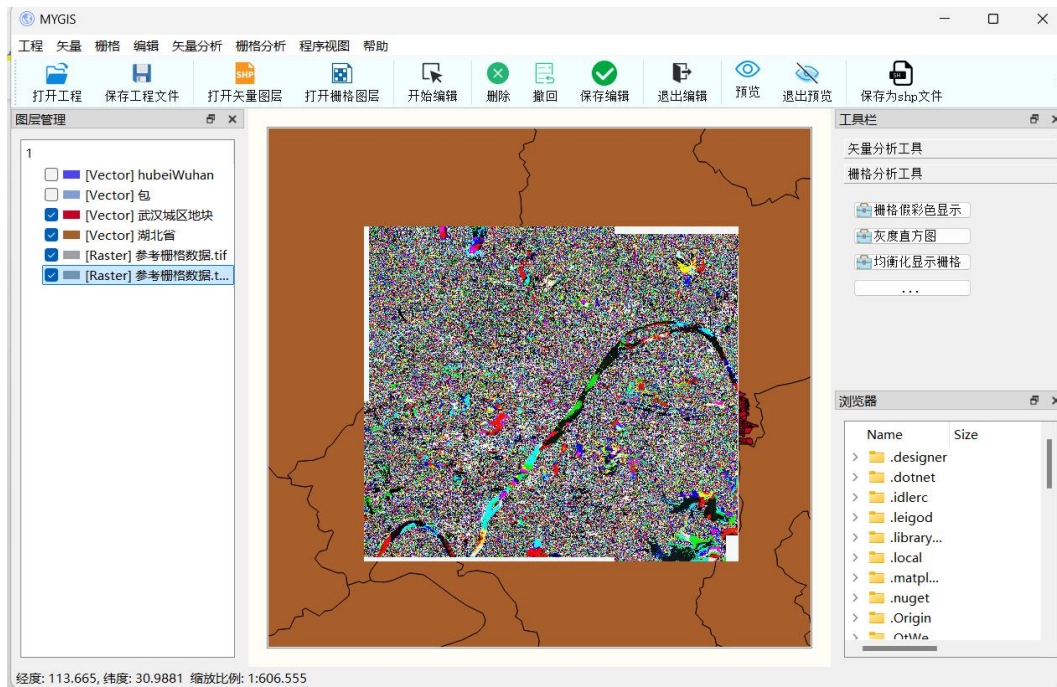 MYGIS
工程 矢量 栅格 编辑 矢量分析 栅格分析 程序视图 帮助
SHP
打开工程 保存工程文件 打开矢量图层 打开栅格图层 开始编辑 删除 撤回 保存编辑 退出编辑 预览 退出预览 保存为shp文件
图层管理
1
[Vector] hubeiWuhan
[Vector] 包
[Vector] 武汉城区地块
[Vector] 湖北省
[Raster] 参考栅格数据.tif
[Raster] 参考栅格数据.t...
工具栏
矢量分析工具
栅格分析工具
栅格假彩色显示
灰度直方图
均衡化显示栅格
...
浏览器
Name Size
.designer
.dotnet
.idlerc
.leigod
.library...
.local
.matpl...
.nuget
.Origin
.QtWe
经度: 113.665, 纬度: 30.9881 缩放比例: 1:606.555